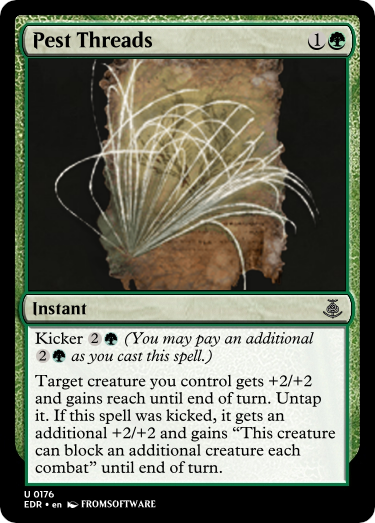 Pest Threads 1
Instant
Kicker 2 (You may pay an additional
2 as you cast this spell.)
Target creature you control gets +2/+2
and gains reach until end of turn. Untap
it. If this spell was kicked, it gets an
additional +2/+2 and gains “This creature
can block an additional creature each
combat” until end of turn.
U 0176
EDR • en FROMSOFTWARE